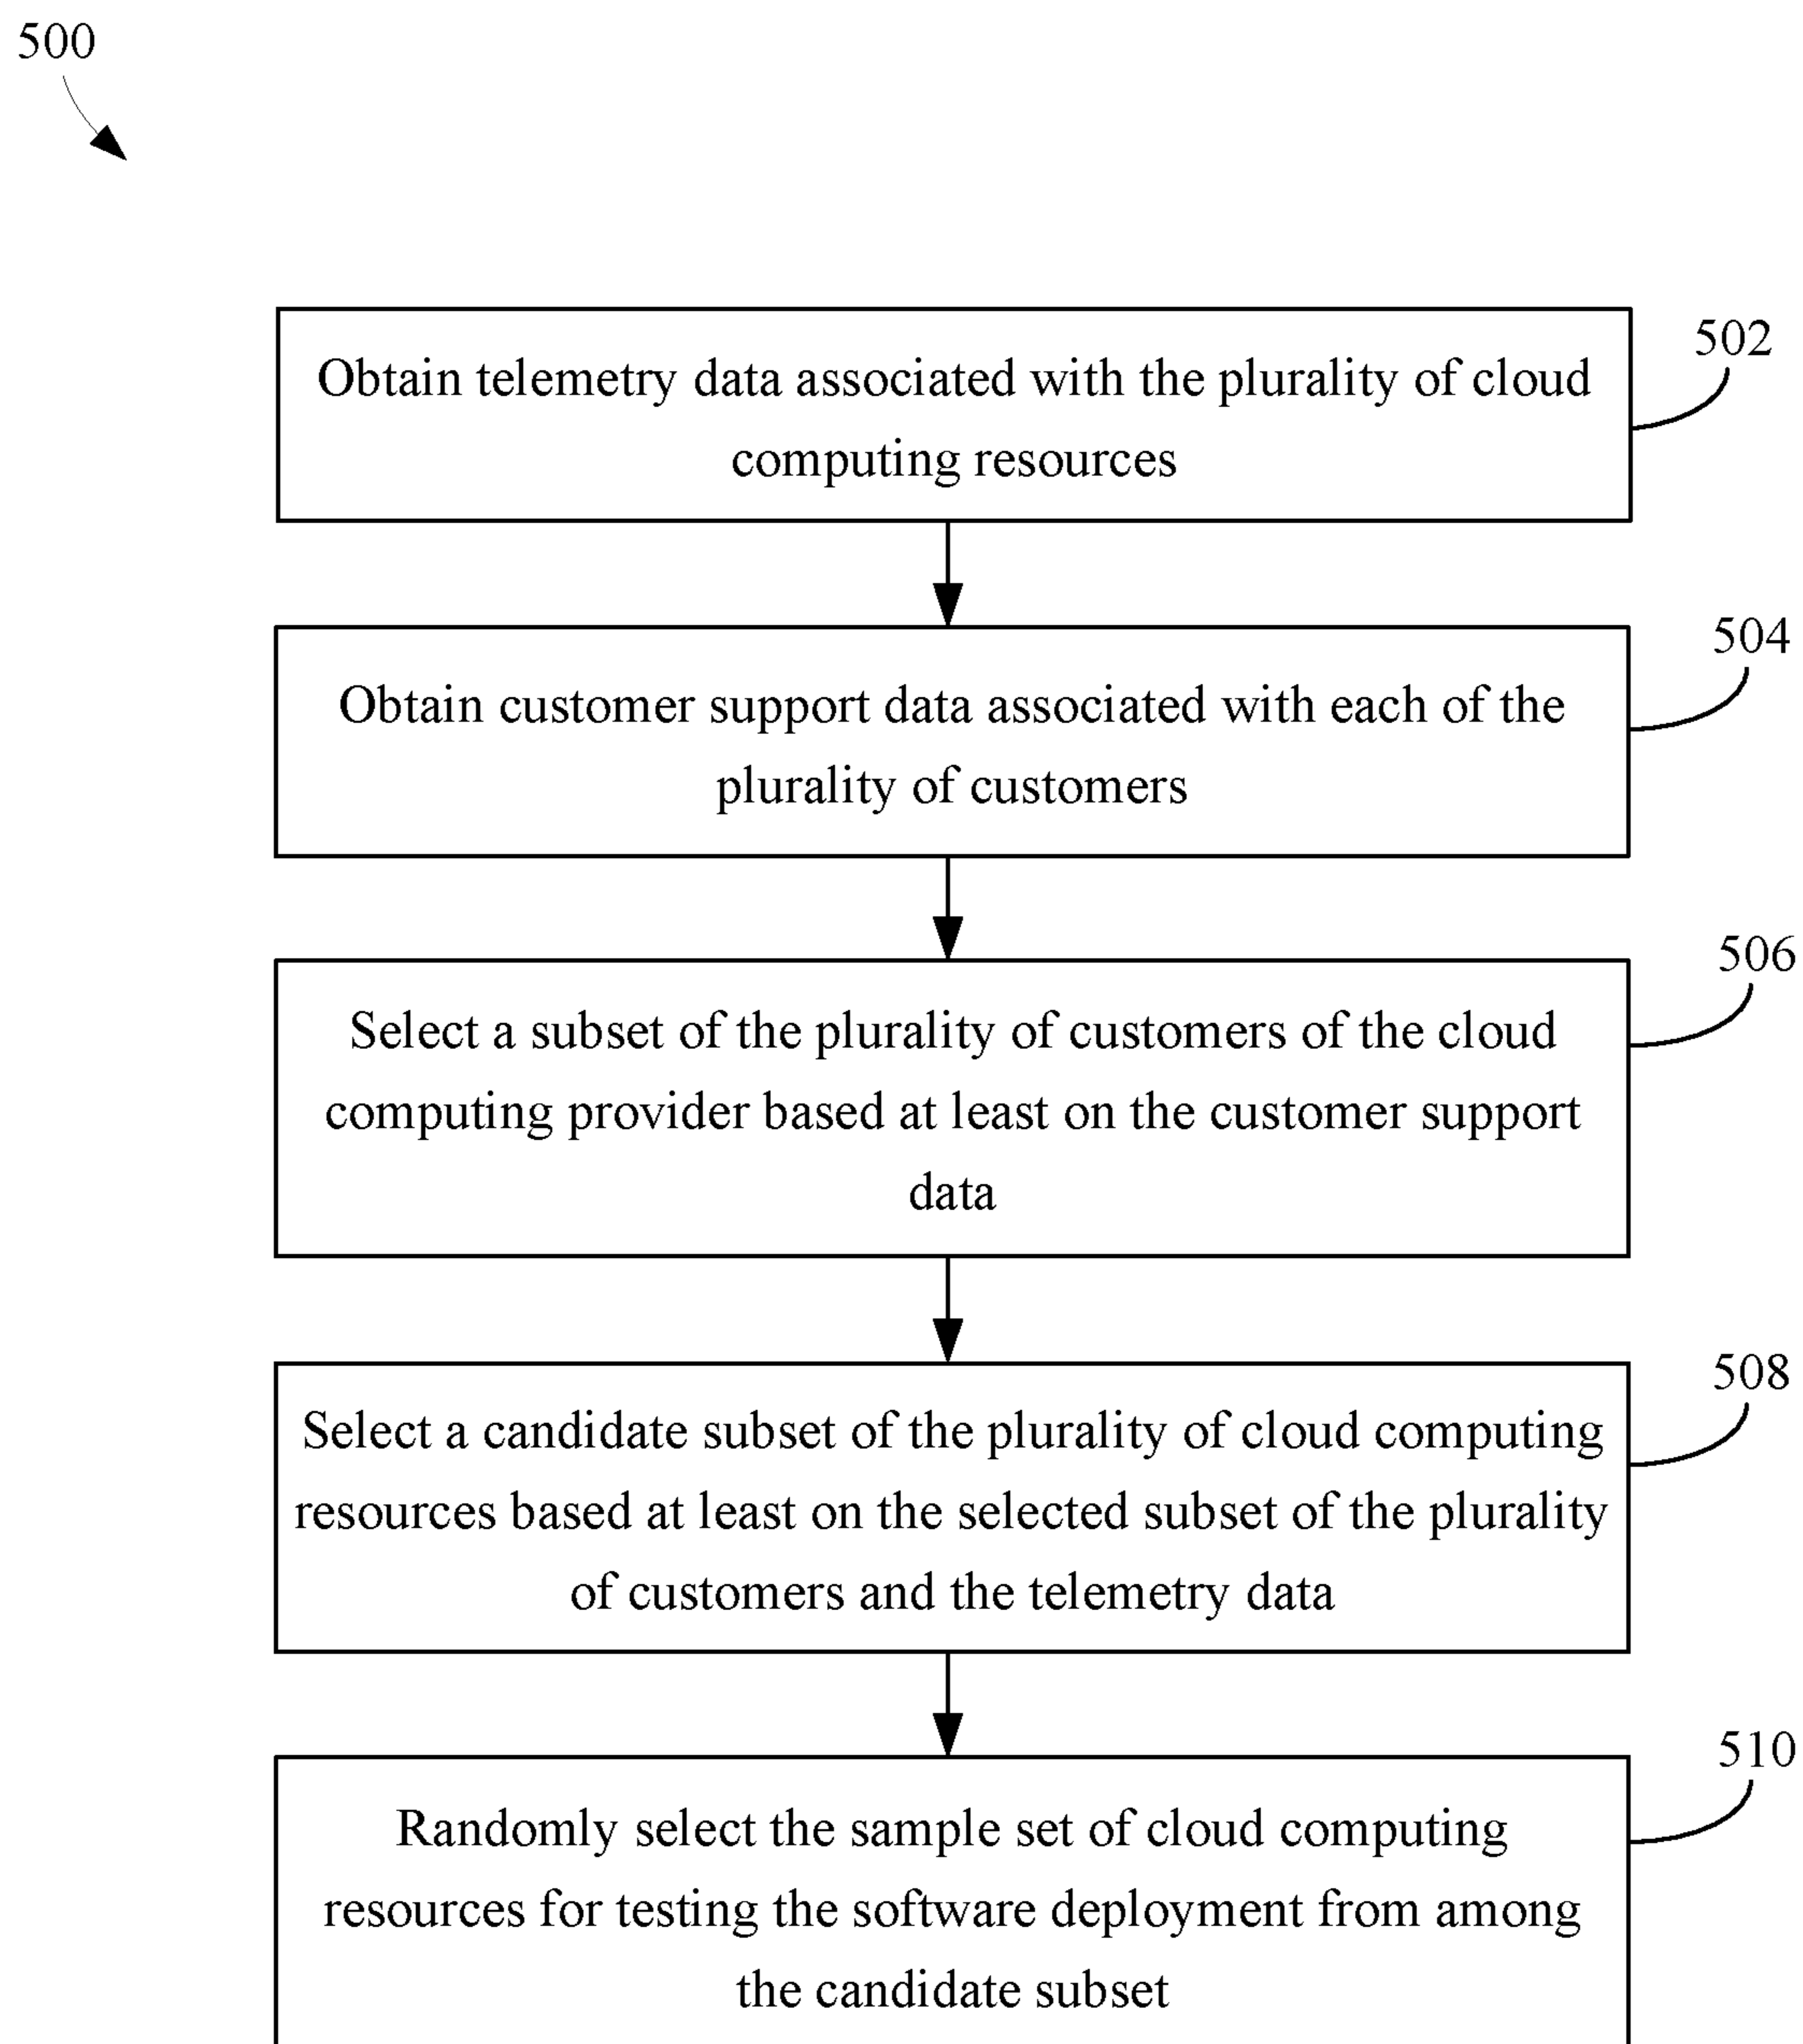 500
502
Obtain telemetry data associated with the plurality of cloud
computing resources
504
Obtain customer support data associated with each of the
plurality of customers
506
Select a subset of the plurality of customers of the cloud
computing provider based at least on the customer support
data
508
Select a candidate subset of the plurality of cloud computing
resources based at least on the selected subset of the plurality
of customers and the telemetry data
510
Randomly select the sample set of cloud computing
resources for testing the software deployment from among
the candidate subset